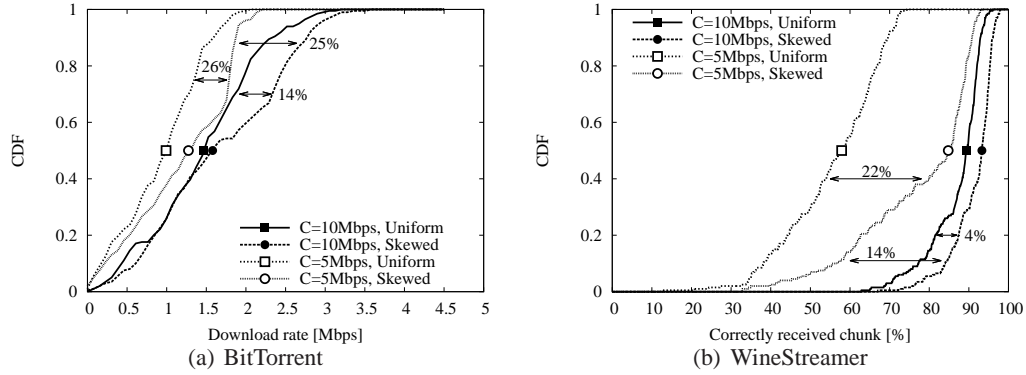 1
0.8
0.6
0.4
0.2
0
CDF
25%
26%
14%
C=10Mbps, Uniform
C=10Mbps, Skewed
C=5Mbps, Uniform
C=5Mbps, Skewed
0 0.5 1 1.5 2 2.5 3 3.5 4 4.5 5
Download rate [Mbps]
(a) BitTorrent
1
0.8
0.6
0.4
0.2
0
CDF
C=10Mbps, Uniform
C=10Mbps, Skewed
C=5Mbps, Uniform
C=5Mbps, Skewed
22%
4%
14%
0 10 20 30 40 50 60 70 80 90 100
Correctly received chunk [%]
(b) WineStreamer